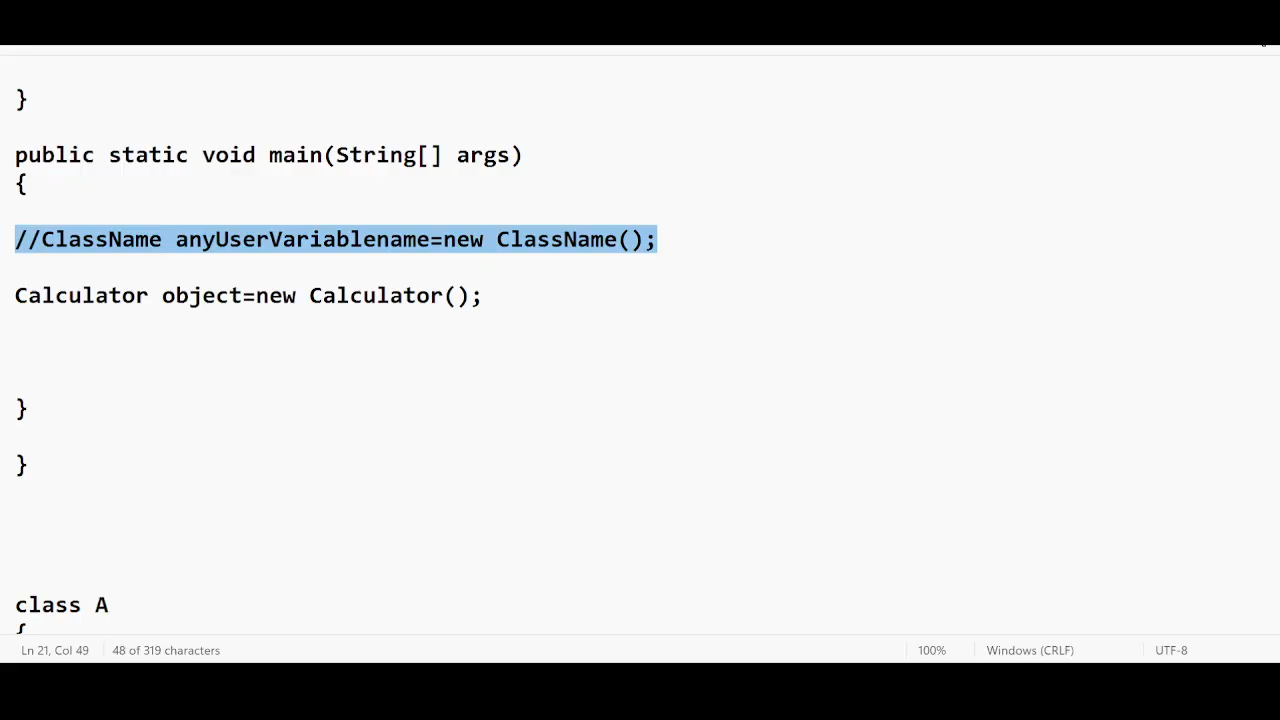 }
public static void main(String[] args)
{
//ClassName anyUserVariablename=new ClassName();
Calculator object=new Calculator();
}
}
class A
{
Ln 21, Col 49 48 of 319 characters 100% Windows (CRLF) UTF-8